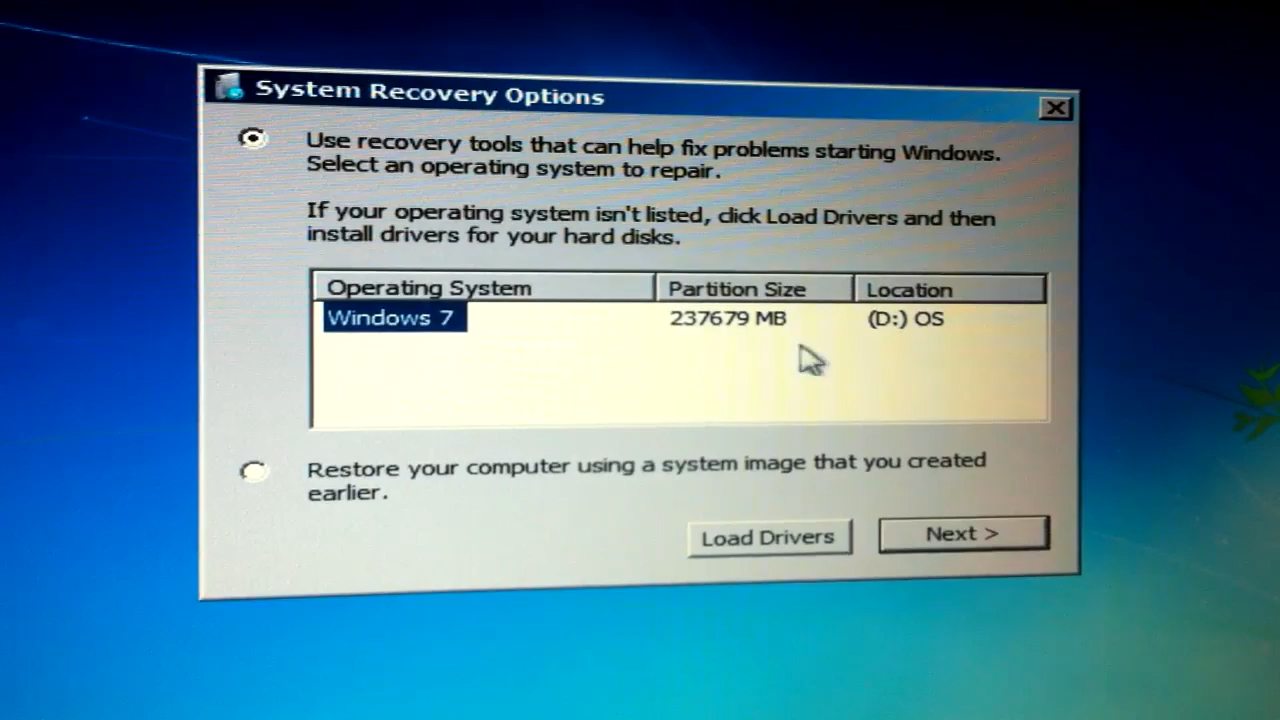 System Recovery Options
Use recovery tools that can help fix problems starting Windows.
Select an operating system to repair.
If your operating system isn't listed, click Load Drivers and then
install drivers for your hard disks.
Operating System Partition Size Location
Windows 7 237679 MB (D:) OS
Restore your computer using a system image that you created
earlier.
Load Drivers Next >